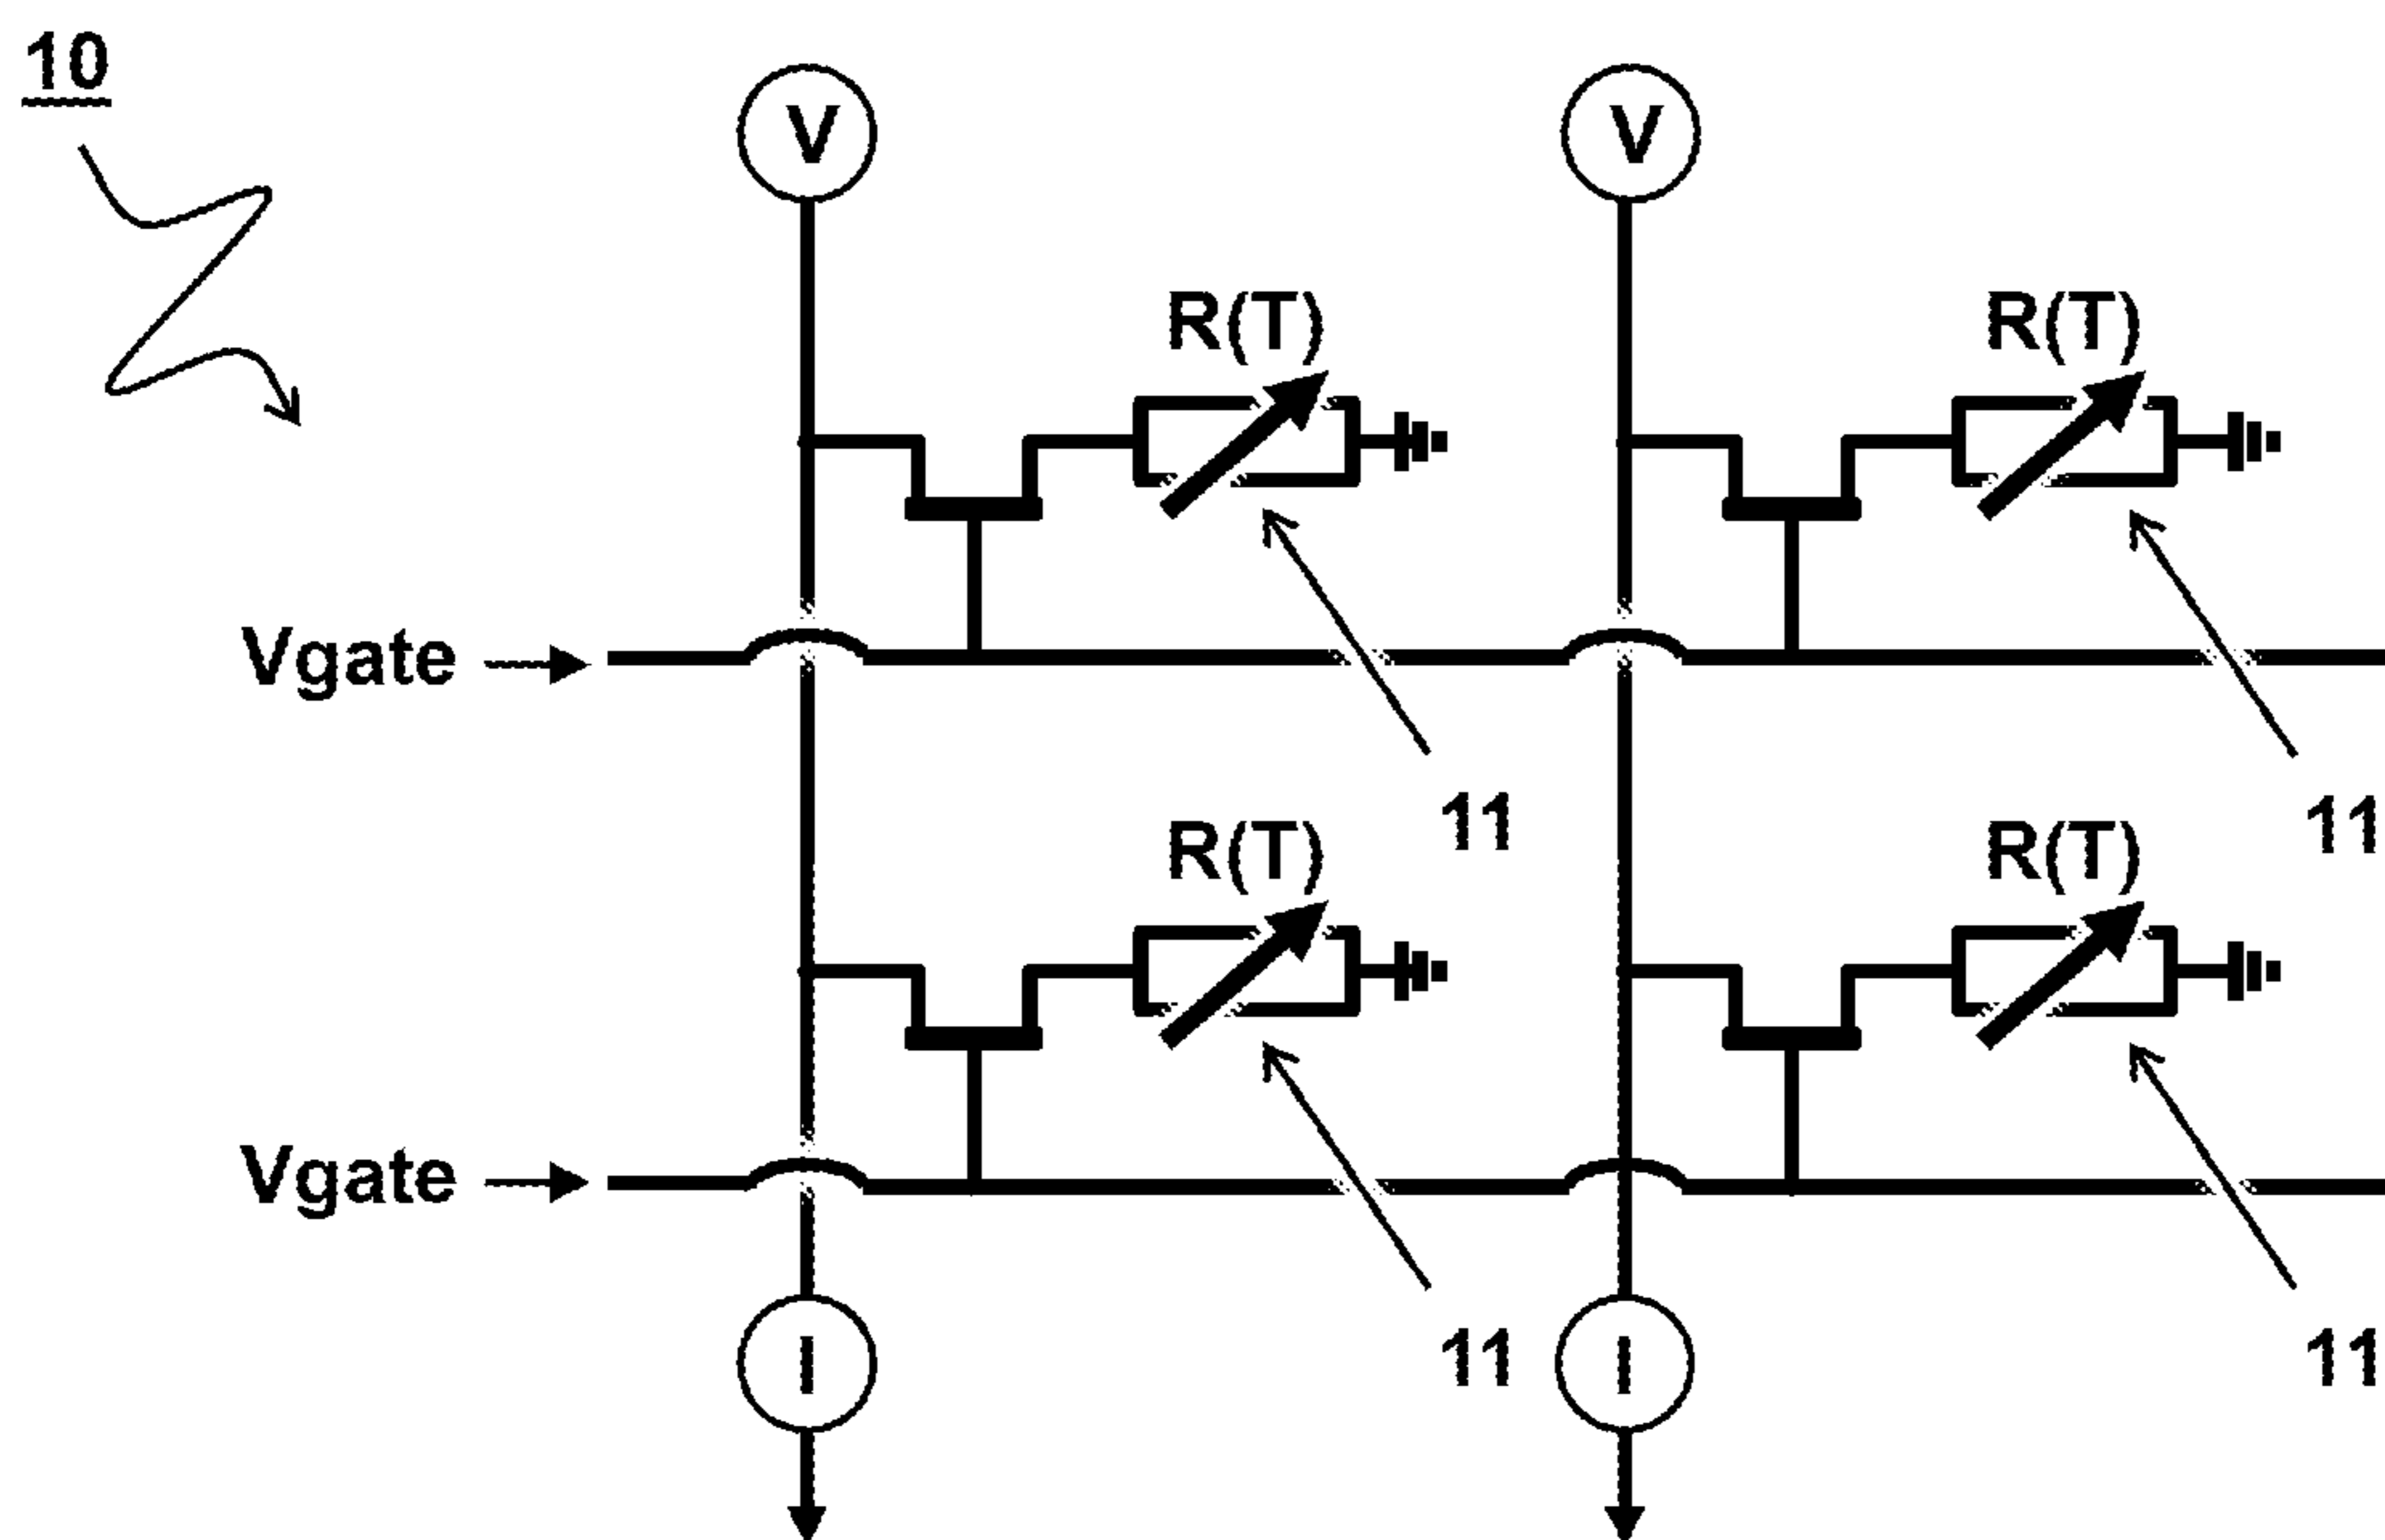 10
V V
R(T) R(T)
Vgate
11 11
R(T) R(T)
Vgate
11 11
I I